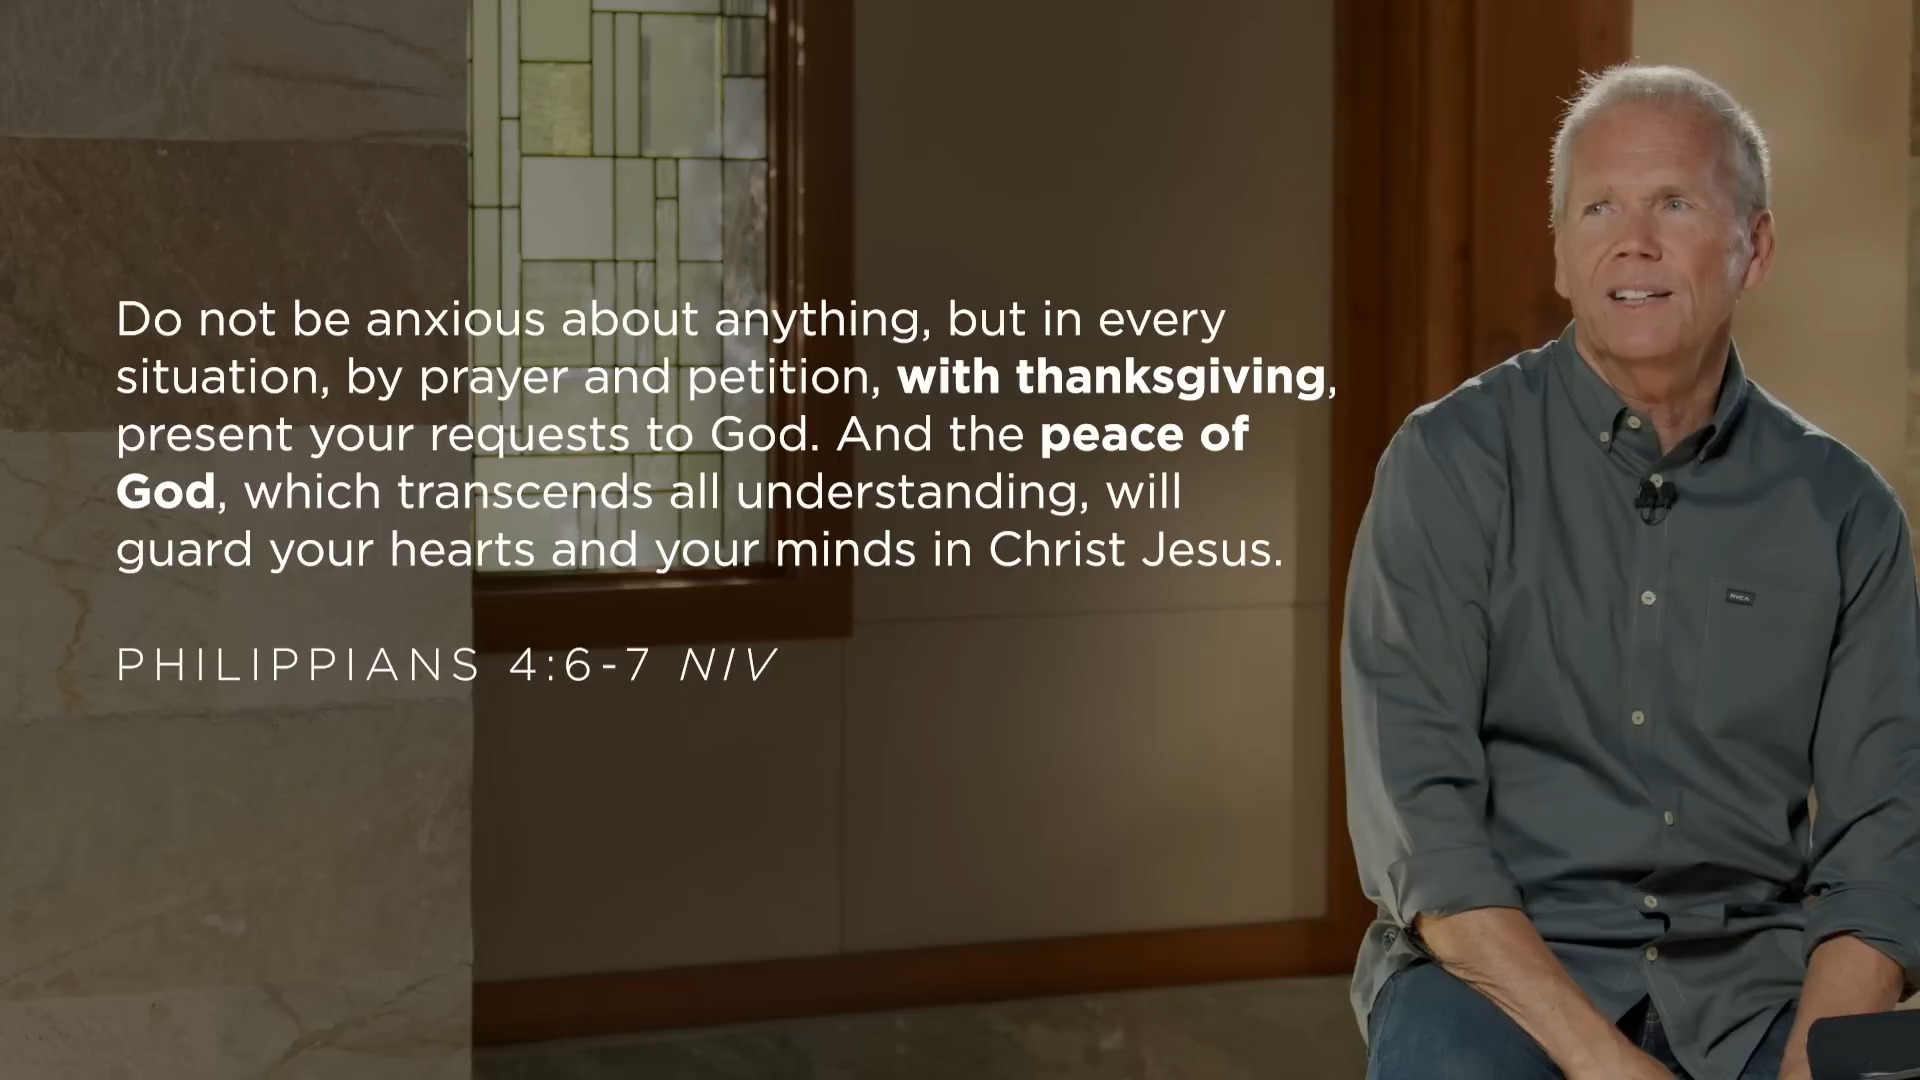 Do not be anxious about anything, but in every
situation, by prayer and petition, with thanksgiving,
present your requests to God. And the peace of
God, which transcends all understanding, will
guard your hearts and your minds in Christ Jesus.
PHILIPPIANS 4:6-7 NIV
RVCA